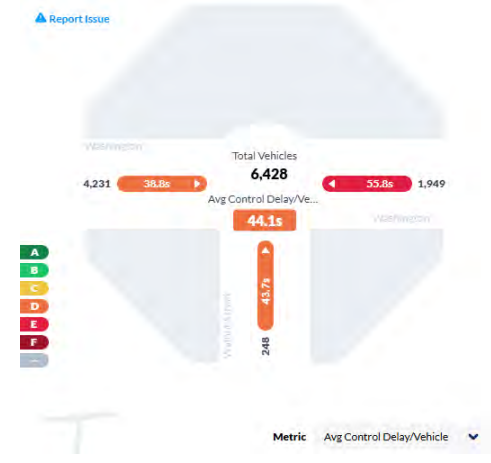 Report Issue
Washington
Total Vehicles
6,428
4,231
38.8s
55.8s
1,949
Avg Control Delay/Ve...
44.1s
Washington
A
B
C
D
E
F
—
43.7s
248
Metric Avg Control Delay/Vehicle